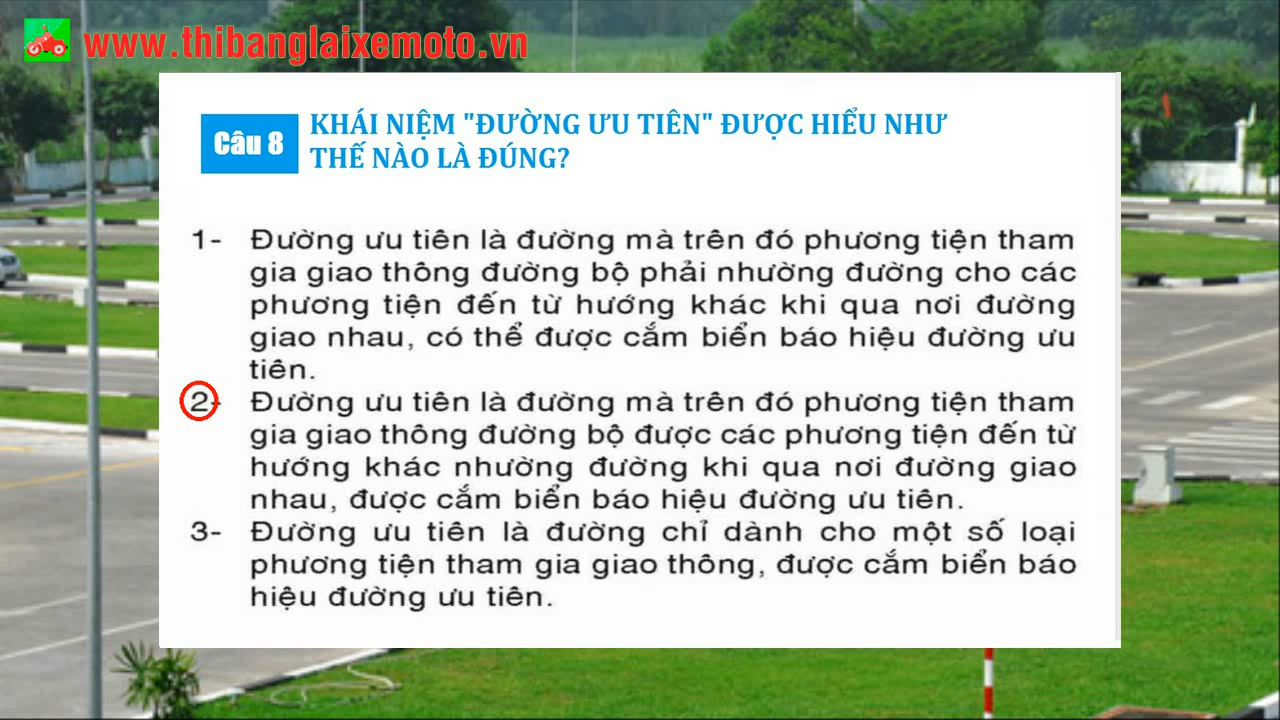 www.thibanglaixemoto.vn
Câu 8
KHÁI NIỆM "ĐƯỜNG ƯU TIÊN" ĐƯỢC HIỂU NHƯ
THẾ NÀO LÀ ĐÚNG?
1- Đường ưu tiên là đường mà trên đó phương tiện tham
gia giao thông đường bộ phải nhường đường cho các
phương tiện đến từ hướng khác khi qua nơi đường
giao nhau, có thể được cắm biển báo hiệu đường ưu
tiên.
2- Đường ưu tiên là đường mà trên đó phương tiện tham
gia giao thông đường bộ được các phương tiện đến từ
hướng khác nhường đường khi qua nơi đường giao
nhau, được cắm biển báo hiệu đường ưu tiên.
3- Đường ưu tiên là đường chỉ dành cho một số loại
phương tiện tham gia giao thông, được cắm biển báo
hiệu đường ưu tiên.